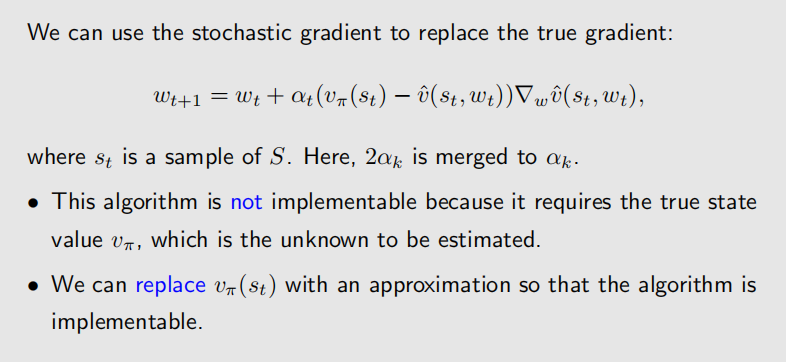 We can use the stochastic gradient to replace the true gradient:
w_{t+1} = w_t + α_t(v_π(s_t) − v̂(s_t, w_t))∇_w v̂(s_t, w_t),
where s_t is a sample of S. Here, 2α_k is merged to α_k.
• This algorithm is not implementable because it requires the true state
value v_π, which is the unknown to be estimated.
• We can replace v_π(s_t) with an approximation so that the algorithm is
implementable.